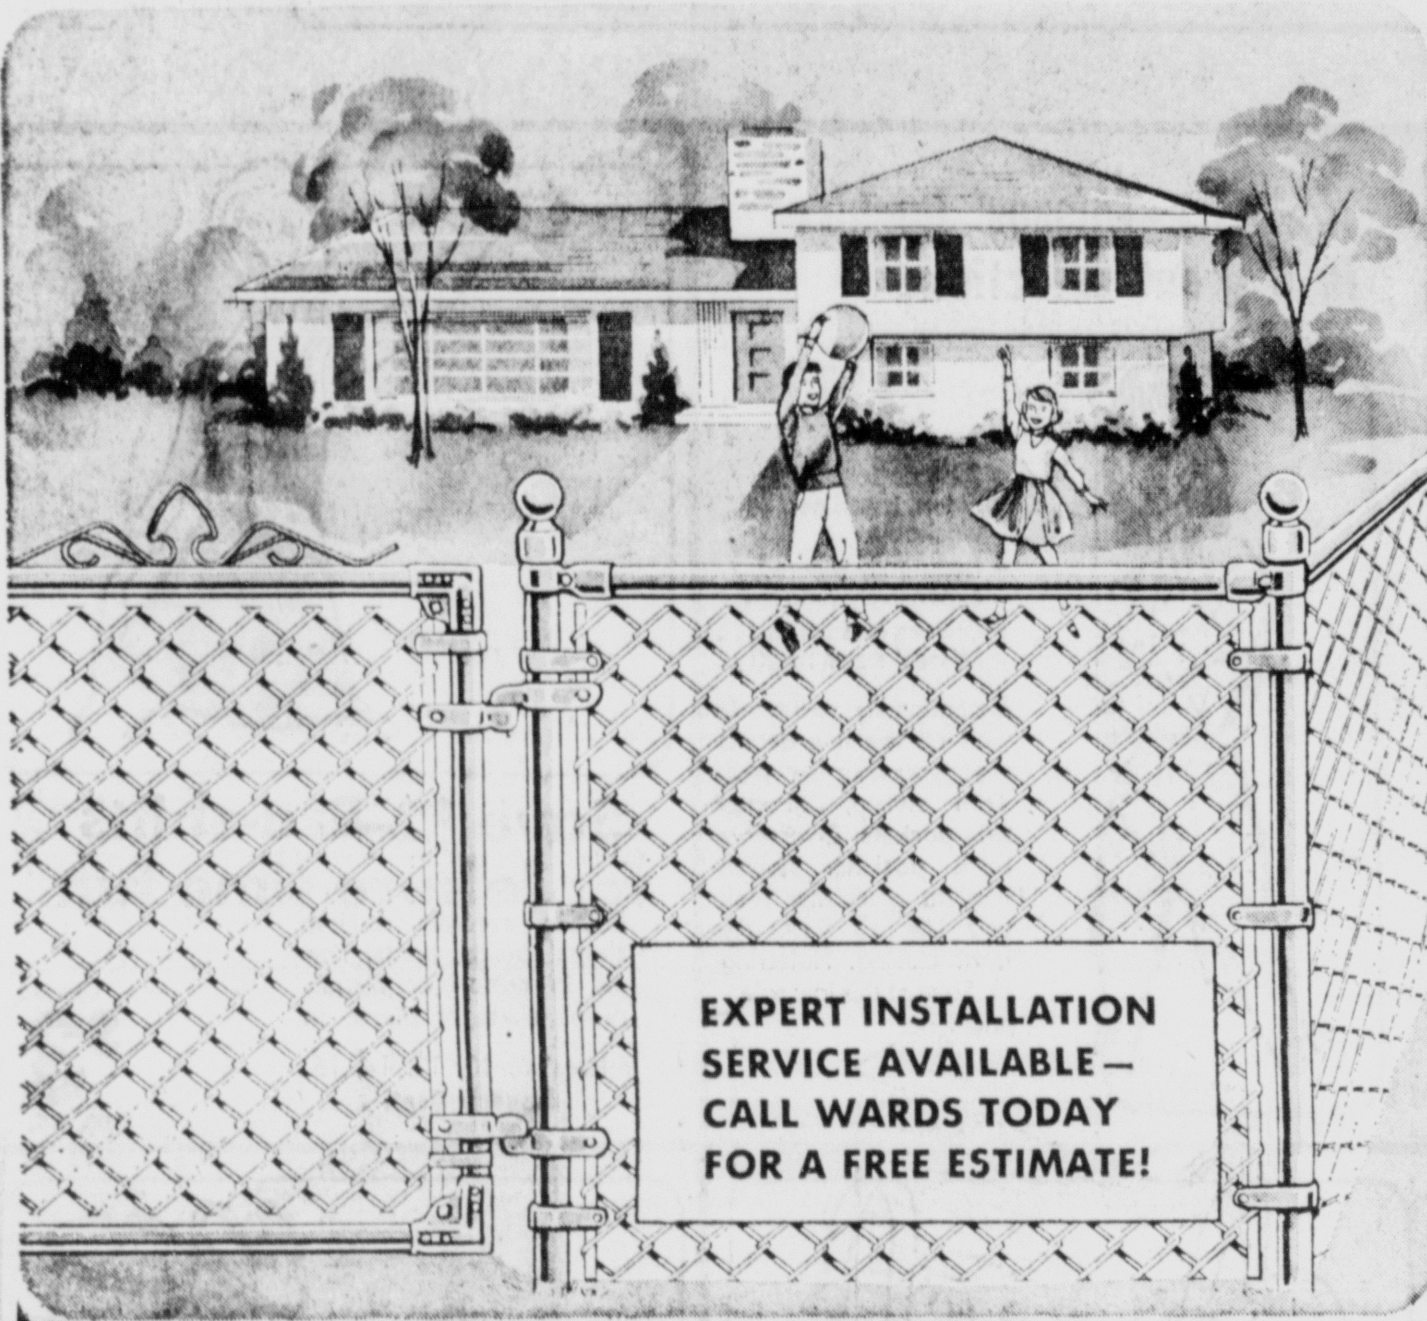 EXPERT INSTALLATION
SERVICE AVAILABLE —
CALL WARDS TODAY
FOR A FREE ESTIMATE!